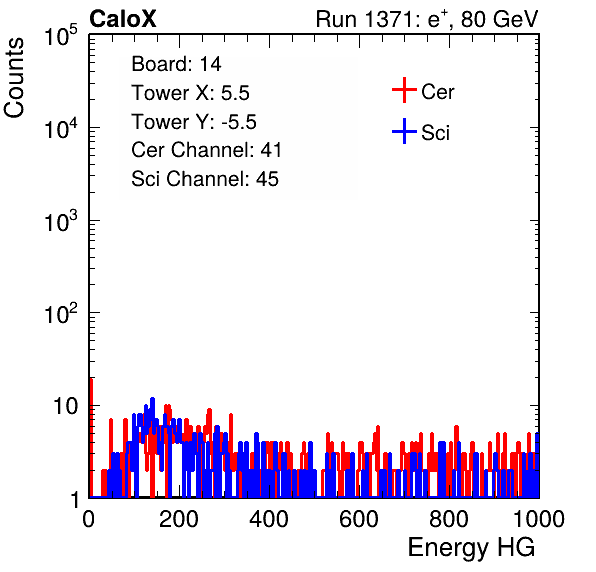 CaloX Run 1371: e⁺, 80 GeV
Counts
Board: 14
Tower X: 5.5
Tower Y: -5.5
Cer Channel: 41
Sci Channel: 45
Cer
Sci
10⁵
10⁴
10³
10²
10
1
0 200 400 600 800 1000
Energy HG